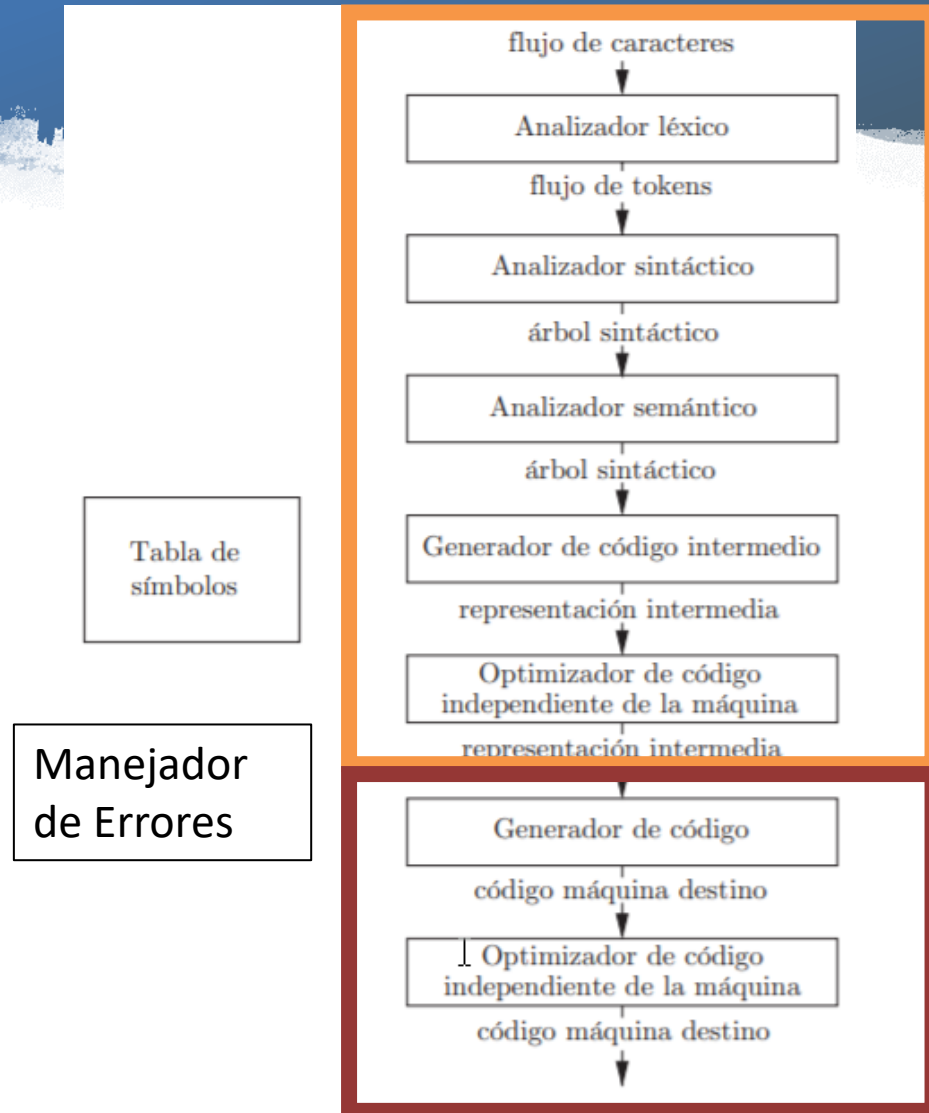 flujo de caracteres
Analizador léxico
flujo de tokens
Analizador sintáctico
árbol sintáctico
Analizador semántico
árbol sintáctico
Generador de código intermedio
representación intermedia
Optimizador de código
independiente de la máquina
representación intermedia
Generador de código
código máquina destino
Optimizador de código
independiente de la máquina
código máquina destino
Tabla de
símbolos
Manejador
de Errores